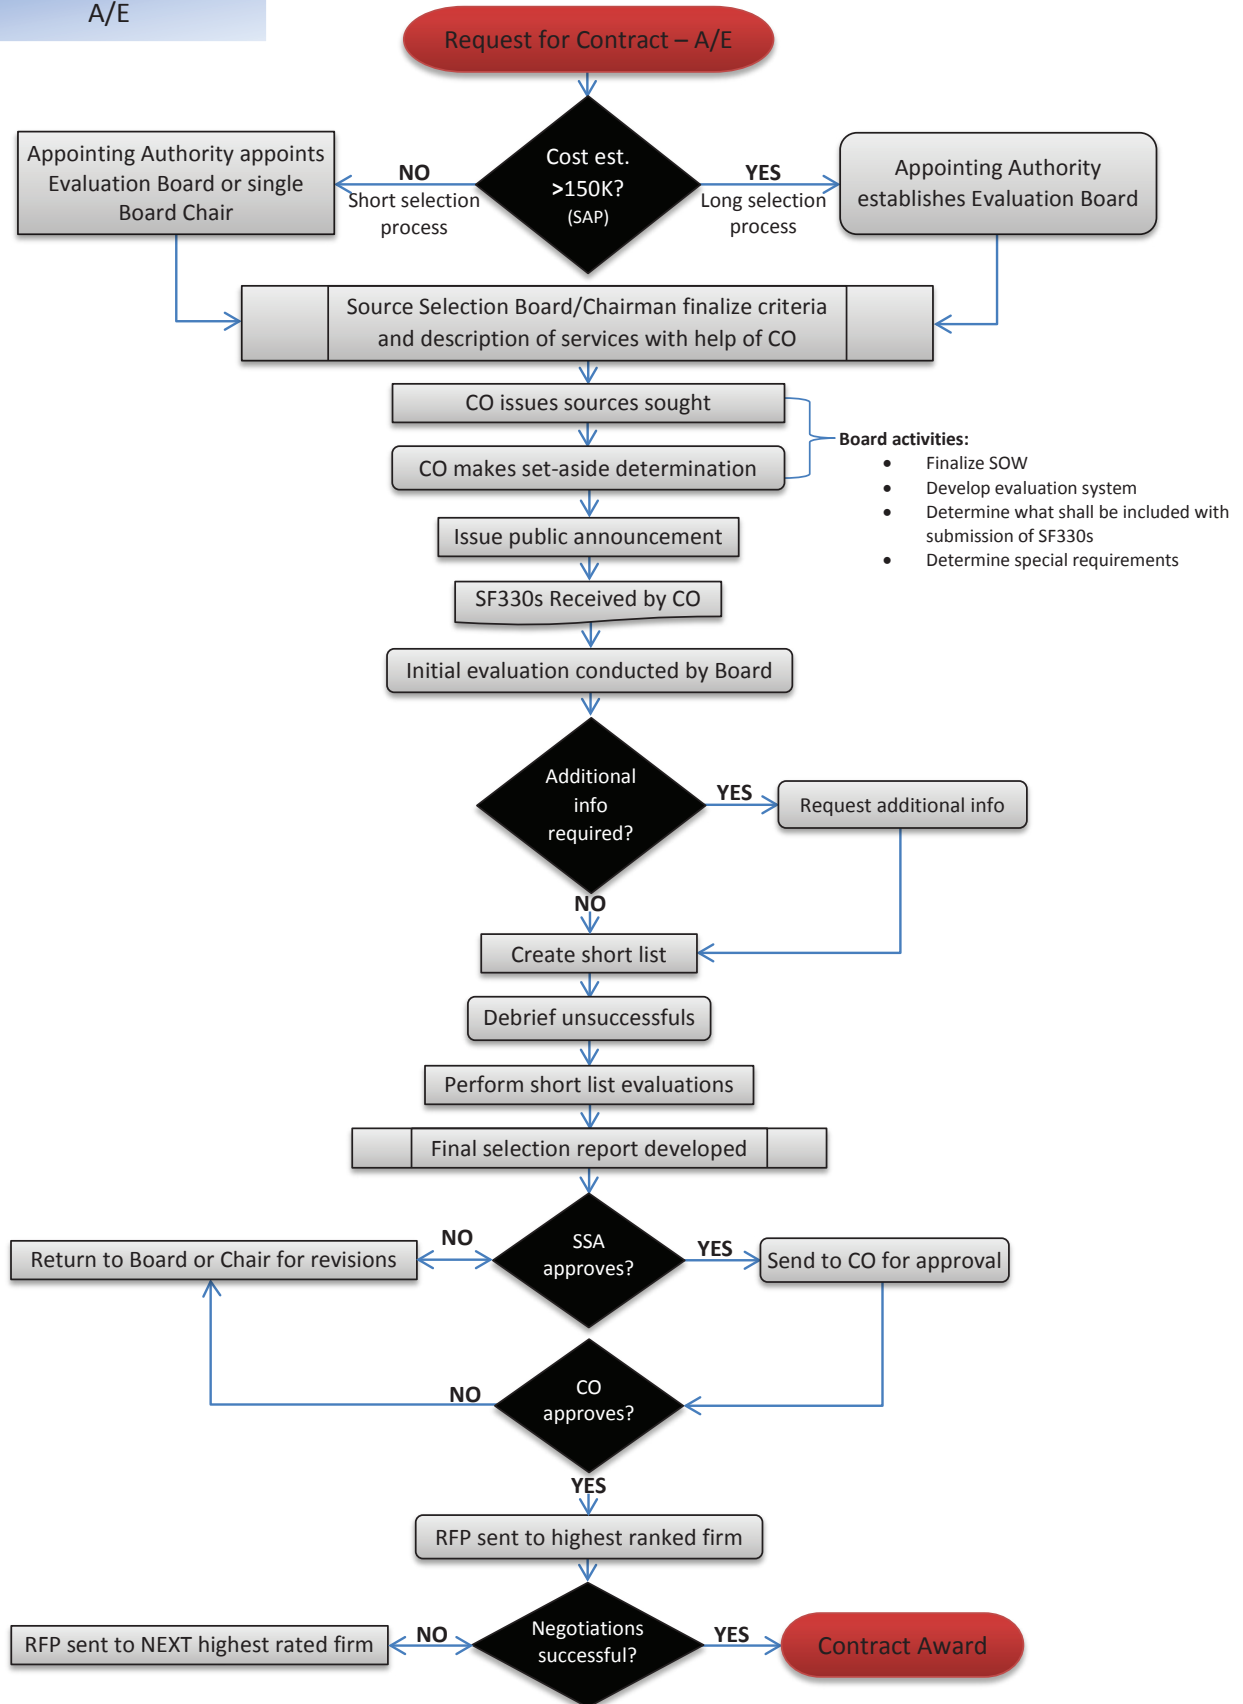 A/E
Request for Contract – A/E
Cost est.
>150K?
(SAP)
NO
Short selection
process
YES
Long selection
process
Appointing Authority appoints
Evaluation Board or single
Board Chair
Appointing Authority
establishes Evaluation Board
Source Selection Board/Chairman finalize criteria
and description of services with help of CO
CO issues sources sought
CO makes set-aside determination
Board activities:
• Finalize SOW
• Develop evaluation system
• Determine what shall be included with
submission of SF330s
• Determine special requirements
Issue public announcement
SF330s Received by CO
Initial evaluation conducted by Board
Additional
info
required?
YES
Request additional info
NO
Create short list
Debrief unsuccessfuls
Perform short list evaluations
Final selection report developed
SSA
approves?
NO
Return to Board or Chair for revisions
YES
Send to CO for approval
CO
approves?
NO
YES
RFP sent to highest ranked firm
Negotiations
successful?
NO
RFP sent to NEXT highest rated firm
YES
Contract Award